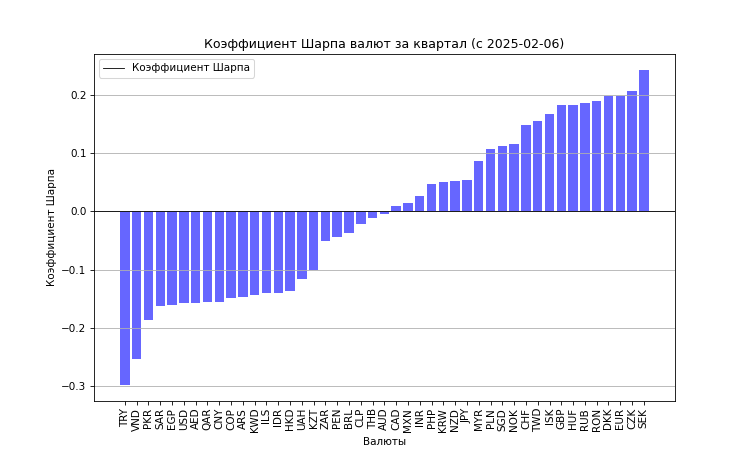 Коэффициент Шарпа валют за квартал (с 2025-02-06)
Коэффициент Шарпа
Коэффициент Шарпа
0.2
0.1
0.0
−0.1
−0.2
−0.3
TRY
VND
PKR
SAR
EGP
USD
AED
QAR
CNY
COP
ARS
KWD
ILS
IDR
HKD
UAH
KZT
ZAR
PEN
BRL
CLP
THB
AUD
CAD
MXN
INR
PHP
KRW
NZD
JPY
MYR
PLN
SGD
NOK
CHF
TWD
ISK
GBP
HUF
RUB
RON
DKK
EUR
CZK
SEK
Валюты